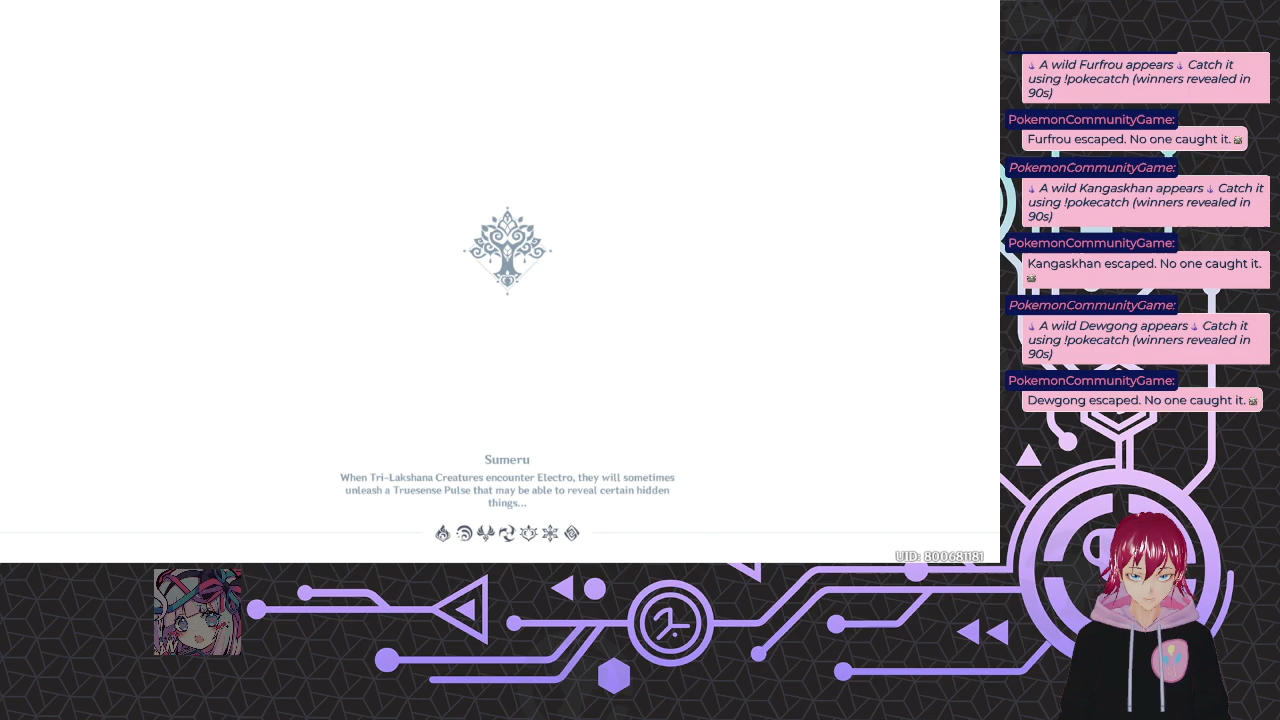 Sumeru
When Tri-Lakshana Creatures encounter Electro, they will sometimes
unleash a Truesense Pulse that may be able to reveal certain hidden
things...
UID: 800681181
A wild Furfrou appears Catch it
using !pokecatch (winners revealed in
90s)
PokemonCommunityGame:
Furfrou escaped. No one caught it.
PokemonCommunityGame:
A wild Kangaskhan appears Catch it
using !pokecatch (winners revealed in
90s)
PokemonCommunityGame:
Kangaskhan escaped. No one caught it.
PokemonCommunityGame:
A wild Dewgong appears Catch it
using !pokecatch (winners revealed in
90s)
PokemonCommunityGame:
Dewgong escaped. No one caught it.